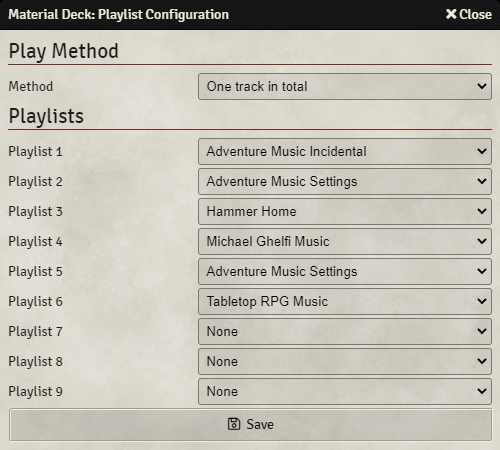 Material Deck: Playlist Configuration Close
Play Method
Method One track in total
Playlists
Playlist 1 Adventure Music Incidental
Playlist 2 Adventure Music Settings
Playlist 3 Hammer Home
Playlist 4 Michael Ghelfi Music
Playlist 5 Adventure Music Settings
Playlist 6 Tabletop RPG Music
Playlist 7 None
Playlist 8 None
Playlist 9 None
Save